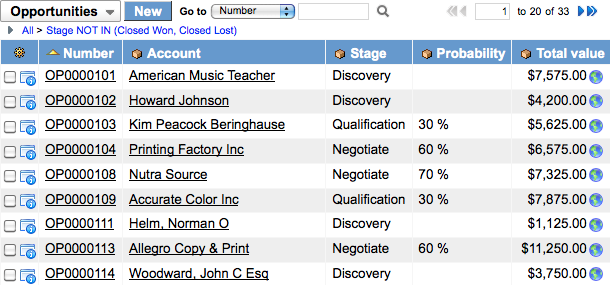 Opportunities New Go to Number 1 to 20 of 33
All > Stage NOT IN (Closed Won, Closed Lost)
Number Account Stage Probability Total value
OP0000101 American Music Teacher Discovery $7,575.00
OP0000102 Howard Johnson Discovery $4,200.00
OP0000103 Kim Peacock Beringhause Qualification 30 % $5,625.00
OP0000104 Printing Factory Inc Negotiate 60 % $6,575.00
OP0000108 Nutra Source Negotiate 70 % $7,325.00
OP0000109 Accurate Color Inc Qualification 30 % $7,875.00
OP0000111 Helm, Norman O Discovery $1,125.00
OP0000113 Allegro Copy & Print Negotiate 60 % $11,250.00
OP0000114 Woodward, John C Esq Discovery $3,750.00